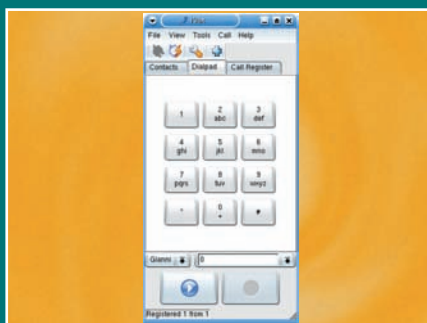 File View Tools Call Help
Contacts Dialpad Call Register
1 2 3
abc def
4 5 6
ghi jkl mno
7 8 9
pqrs tuv wxyz
* 0 #
+
Gianni 0
Registered 1 from 1